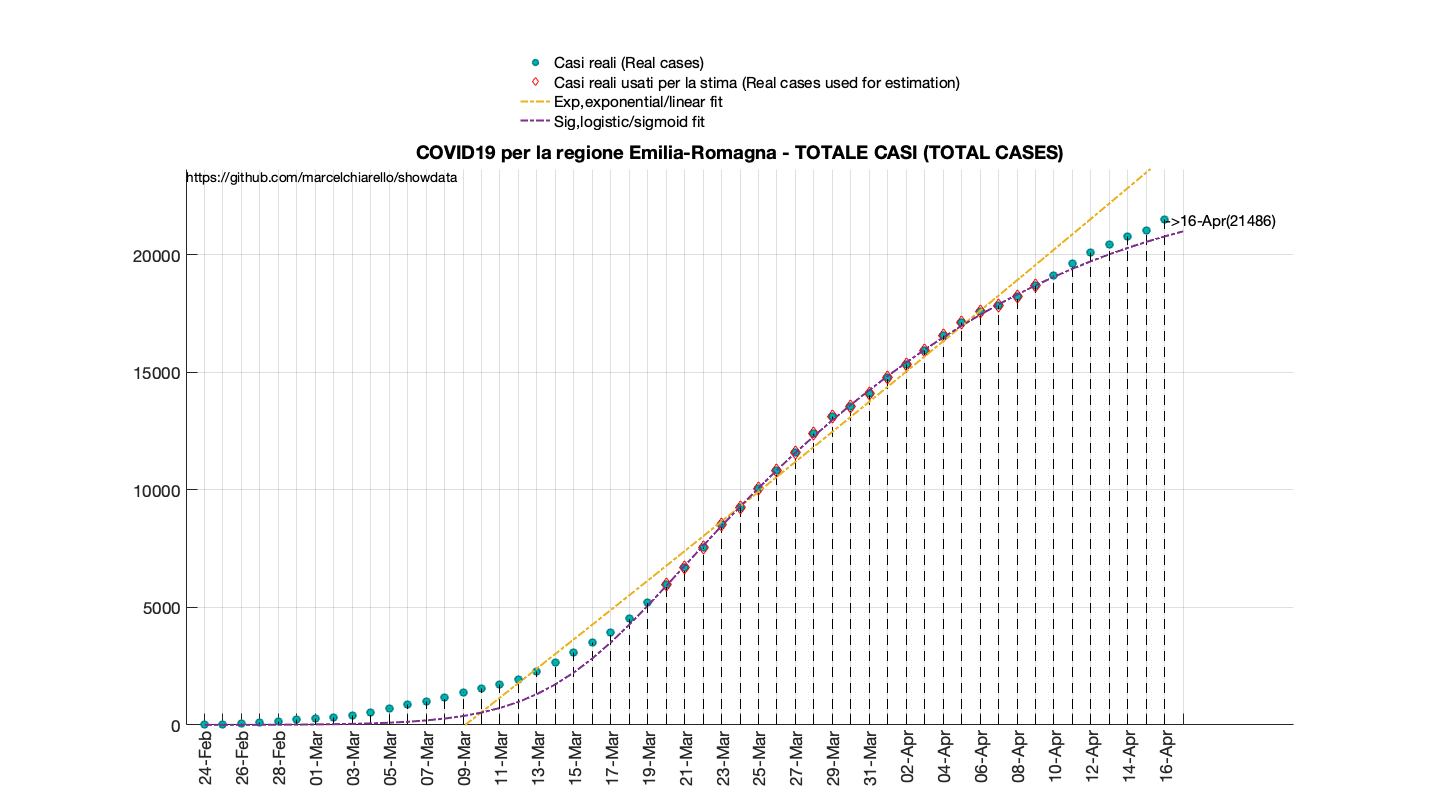 Casi reali (Real cases)
Casi reali usati per la stima (Real cases used for estimation)
Exp,exponential/linear fit
Sig,logistic/sigmoid fit
COVID19 per la regione Emilia-Romagna - TOTALE CASI (TOTAL CASES)
https://github.com/marcelchiarello/showdata
->16-Apr(21486)
20000
15000
10000
5000
0
24-Feb
26-Feb
28-Feb
01-Mar
03-Mar
05-Mar
07-Mar
09-Mar
11-Mar
13-Mar
15-Mar
17-Mar
19-Mar
21-Mar
23-Mar
25-Mar
27-Mar
29-Mar
31-Mar
02-Apr
04-Apr
06-Apr
08-Apr
10-Apr
12-Apr
14-Apr
16-Apr